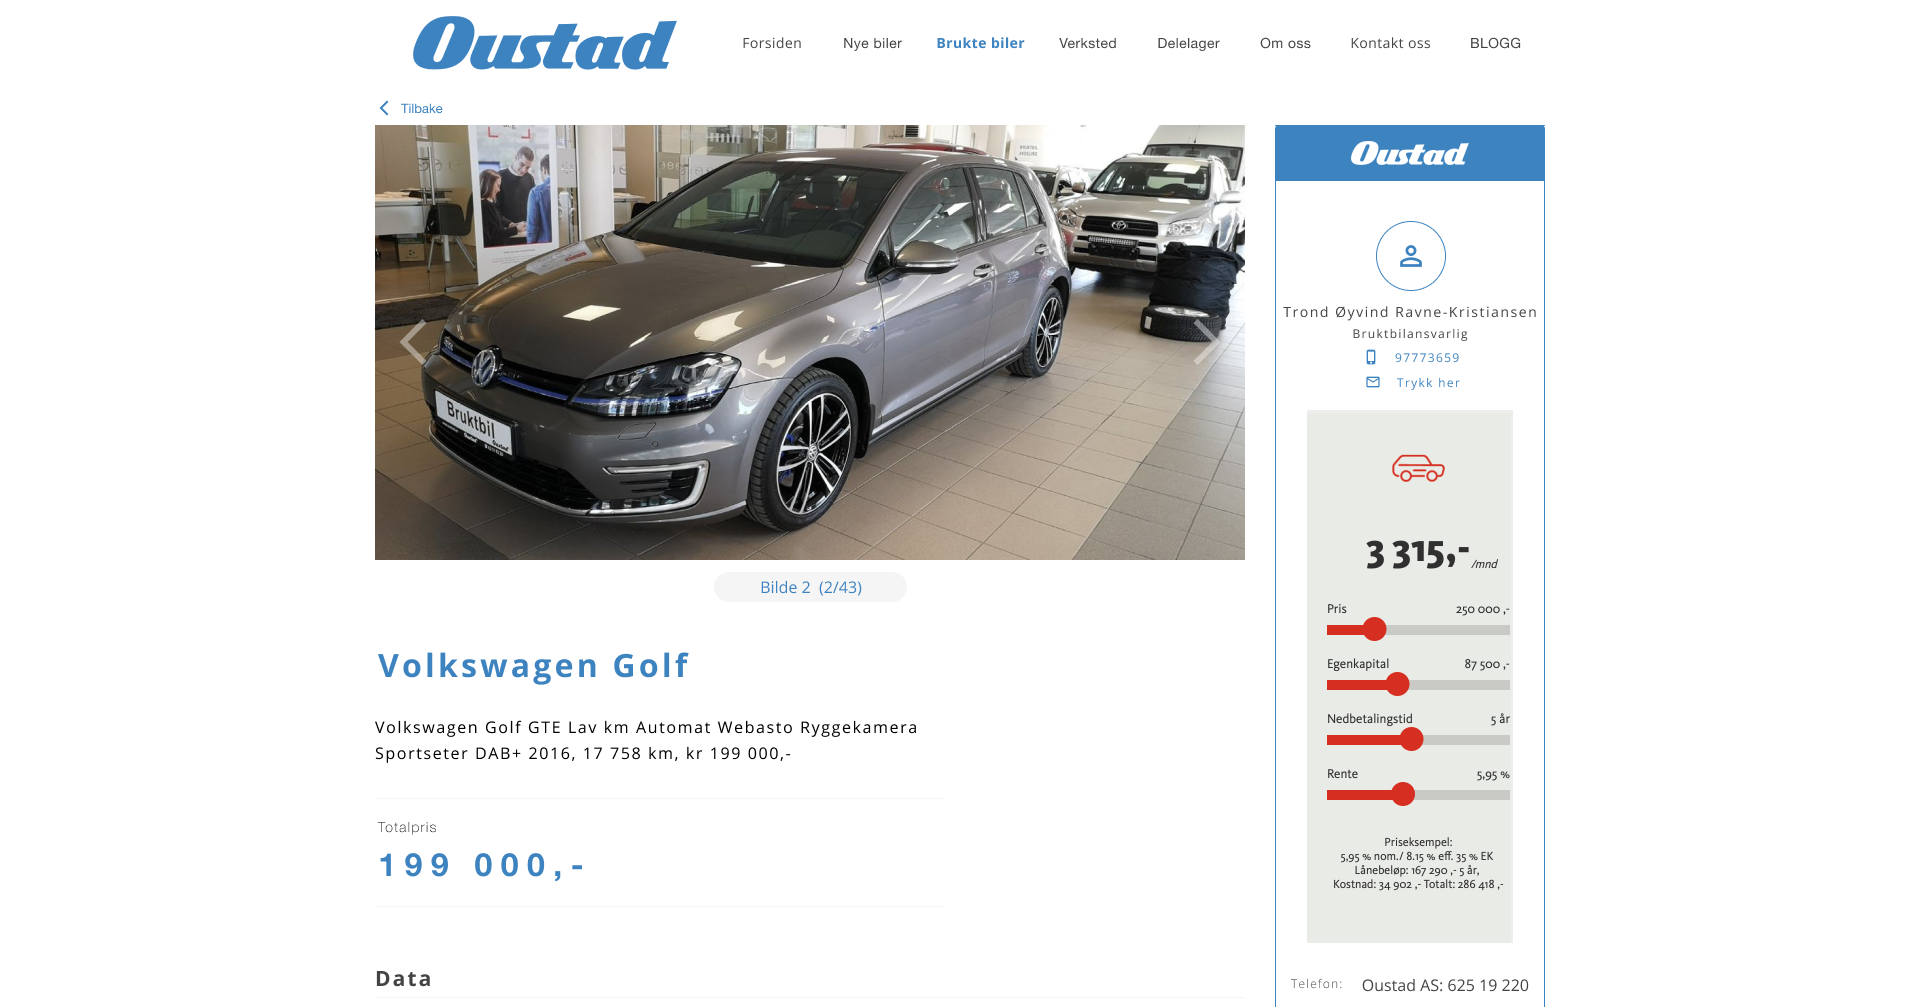 Oustad
Forsiden
Nye biler
Brukte biler
Verksted
Delelager
Om oss
Kontakt oss
BLOGG
Tilbake
Bruktbil
Bilde 2 (2/43)
Volkswagen Golf
Volkswagen Golf GTE Lav km Automat Webasto Ryggekamera
Sportseter DAB+ 2016, 17 758 km, kr 199 000,-
Totalpris
199 000,-
Data
Oustad
Trond Øyvind Ravne-Kristiansen
Bruktbilansvarlig
97773659
Trykk her
3 315,- /mnd
Pris 250 000 ,-
Egenkapital 87 500 ,-
Nedbetalingstid 5 år
Rente 5,95 %
Priseksempel:
5,95 % nom./ 8.15 % eff. 35 % EK
Lånebeløp: 167 290 ,- 5 år,
Kostnad: 34 902 ,- Totalt: 286 418 ,-
Telefon: Oustad AS: 625 19 220